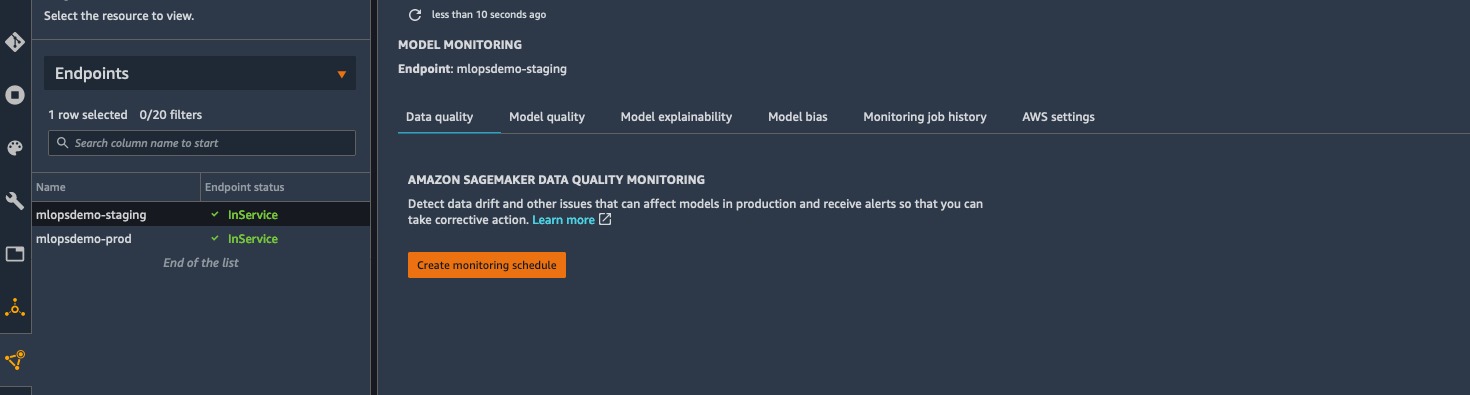 Select the resource to view.
Endpoints
1 row selected 0/20 filters
Search column name to start
Name Endpoint status
mlopsdemo-staging InService
mlopsdemo-prod InService
End of the list
less than 10 seconds ago
MODEL MONITORING
Endpoint: mlopsdemo-staging
Data quality Model quality Model explainability Model bias Monitoring job history AWS settings
AMAZON SAGEMAKER DATA QUALITY MONITORING
Detect data drift and other issues that can affect models in production and receive alerts so that you can
take corrective action. Learn more
Create monitoring schedule